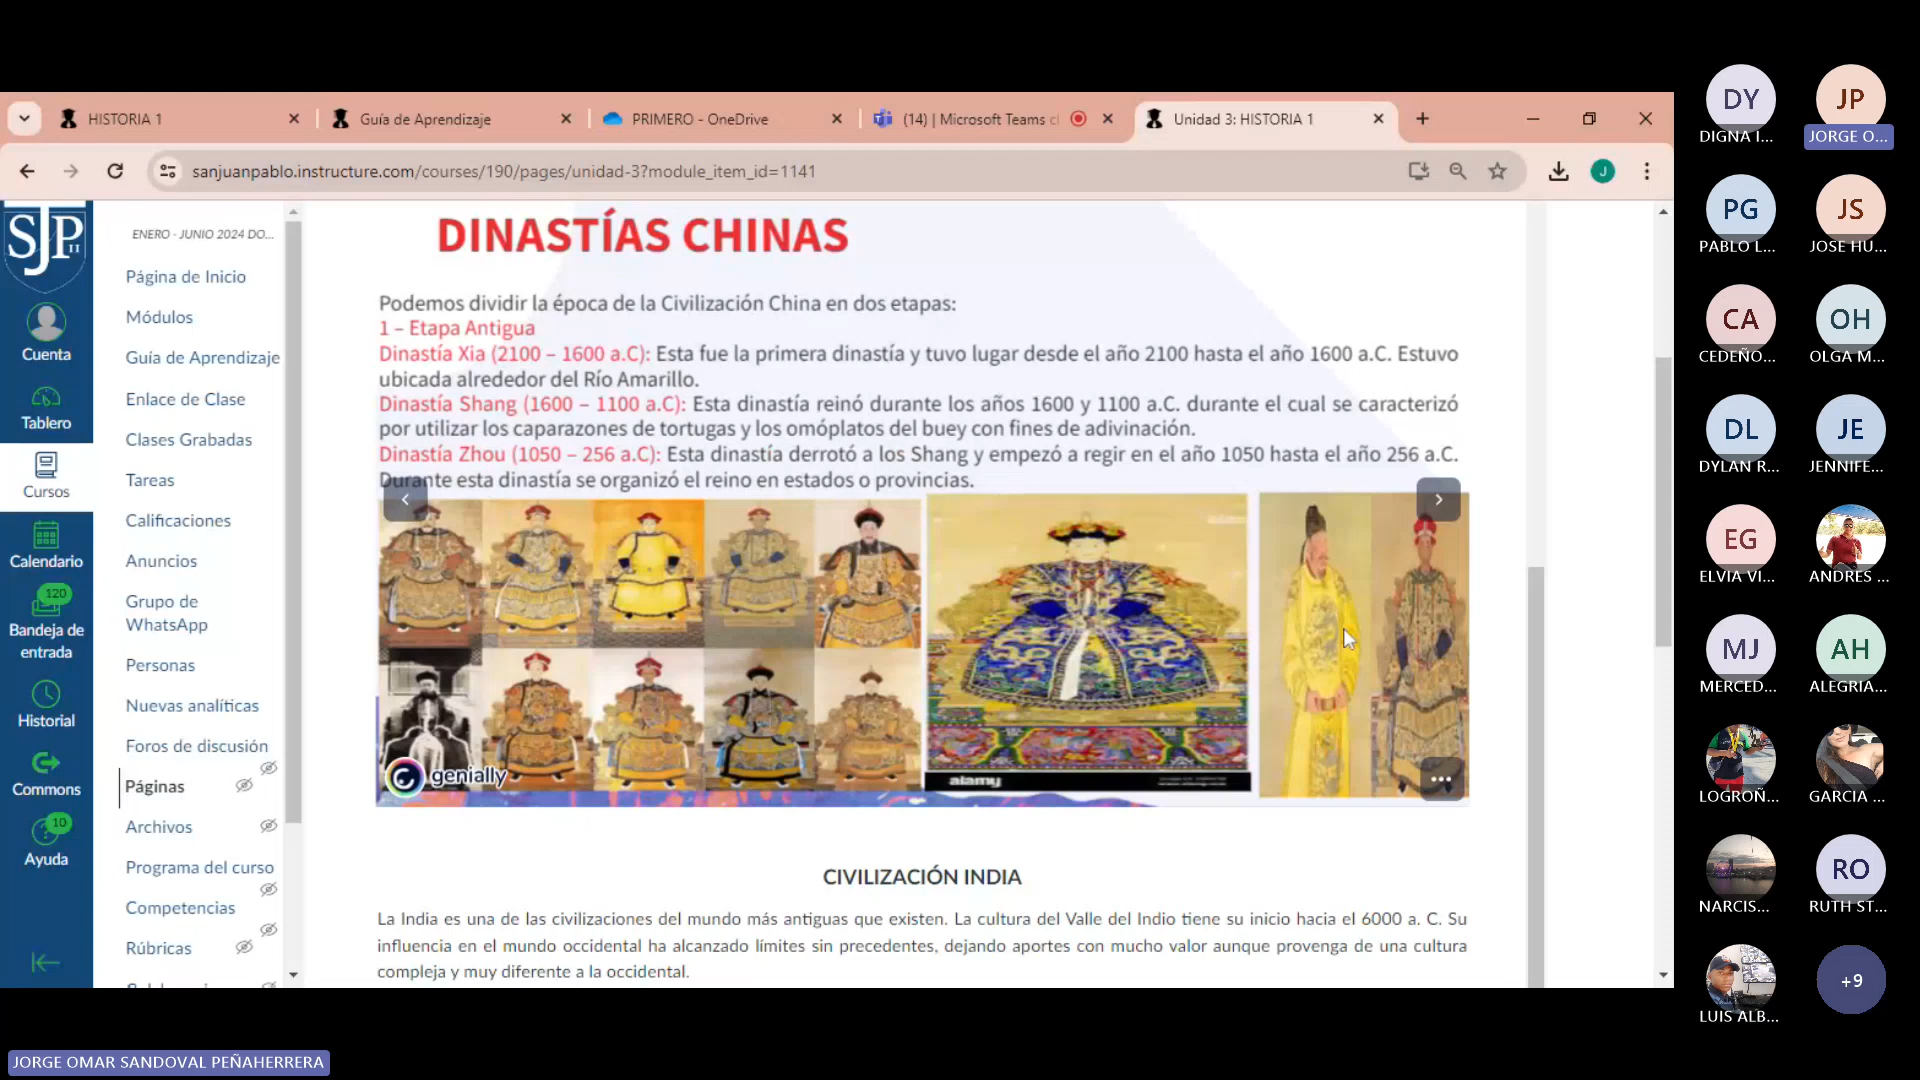 HISTORIA 1
Guía de Aprendizaje
PRIMERO - OneDrive
(14) | Microsoft Teams
Unidad 3: HISTORIA 1
sanjuanpablo.instructure.com/courses/190/pages/unidad-3?module_item_id=1141
J
SJP
II
Cuenta
Tablero
Cursos
Calendario
120
Bandeja de
entrada
Historial
Commons
10
Ayuda
ENERO - JUNIO 2024 DO...
Página de Inicio
Módulos
Guía de Aprendizaje
Enlace de Clase
Clases Grabadas
Tareas
Calificaciones
Anuncios
Grupo de
WhatsApp
Personas
Nuevas analíticas
Foros de discusión
Páginas
Archivos
Programa del curso
Competencias
Rúbricas
DINASTÍAS CHINAS
Podemos dividir la época de la Civilización China en dos etapas:
1 – Etapa Antigua
Dinastía Xia (2100 – 1600 a.C): Esta fue la primera dinastía y tuvo lugar desde el año 2100 hasta el año 1600 a.C. Estuvo
ubicada alrededor del Río Amarillo.
Dinastía Shang (1600 – 1100 a.C): Esta dinastía reinó durante los años 1600 y 1100 a.C. durante el cual se caracterizó
por utilizar los caparazones de tortugas y los omóplatos del buey con fines de adivinación.
Dinastía Zhou (1050 – 256 a.C): Esta dinastía derrotó a los Shang y empezó a regir en el año 1050 hasta el año 256 a.C.
Durante esta dinastía se organizó el reino en estados o provincias.
genially
alamy
CIVILIZACIÓN INDIA
La India es una de las civilizaciones del mundo más antiguas que existen. La cultura del Valle del Indio tiene su inicio hacia el 6000 a. C. Su
influencia en el mundo occidental ha alcanzado límites sin precedentes, dejando aportes con mucho valor aunque provenga de una cultura
compleja y muy diferente a la occidental.
DY
DIGNA I...
JP
JORGE O...
PG
PABLO L...
JS
JOSE HU...
CA
CEDEÑO...
OH
OLGA M...
DL
DYLAN R...
JE
JENNIFE...
EG
ELVIA VI...
ANDRES ...
MJ
MERCED...
AH
ALEGRIA...
LOGROÑ...
GARCIA ...
NARCIS...
RO
RUTH ST...
LUIS ALB...
+9
JORGE OMAR SANDOVAL PEÑAHERRERA